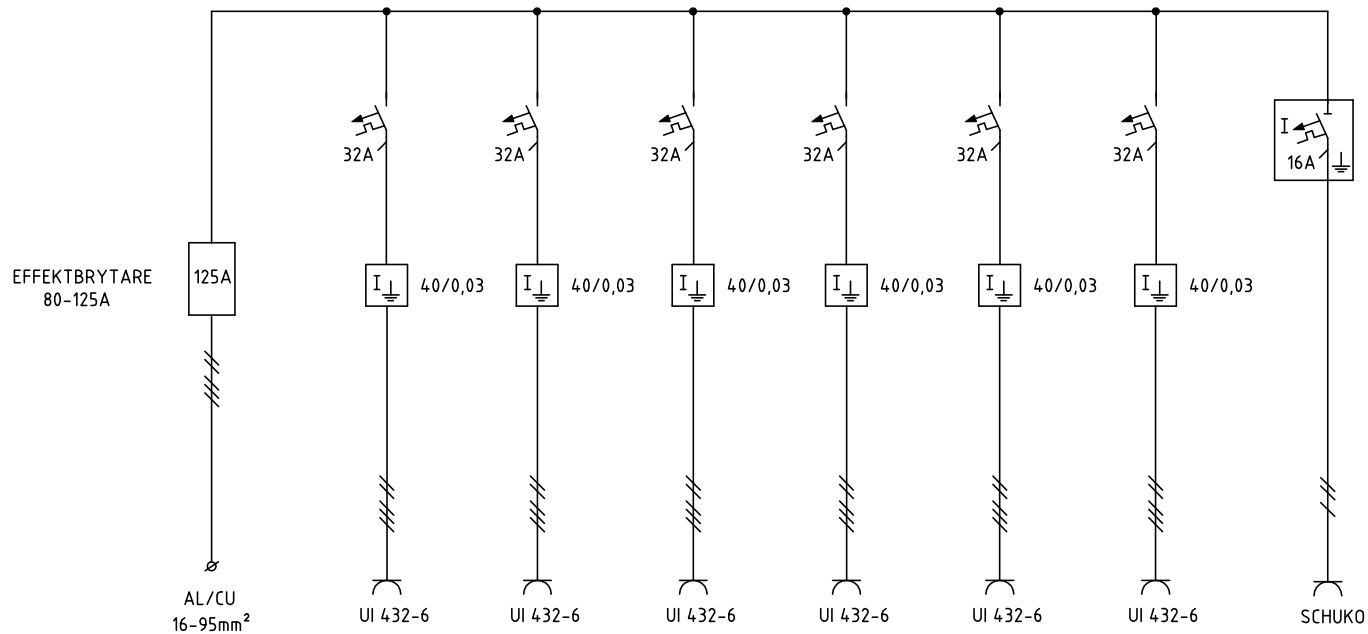 32A
32A
32A
32A
32A
32A
I
16A
EFFEKTBRYTARE
80-125A
125A
I
40/0,03
I
40/0,03
I
40/0,03
I
40/0,03
I
40/0,03
I
40/0,03
AL/CU
16-95mm²
UI 432-6
UI 432-6
UI 432-6
UI 432-6
UI 432-6
UI 432-6
SCHUKO